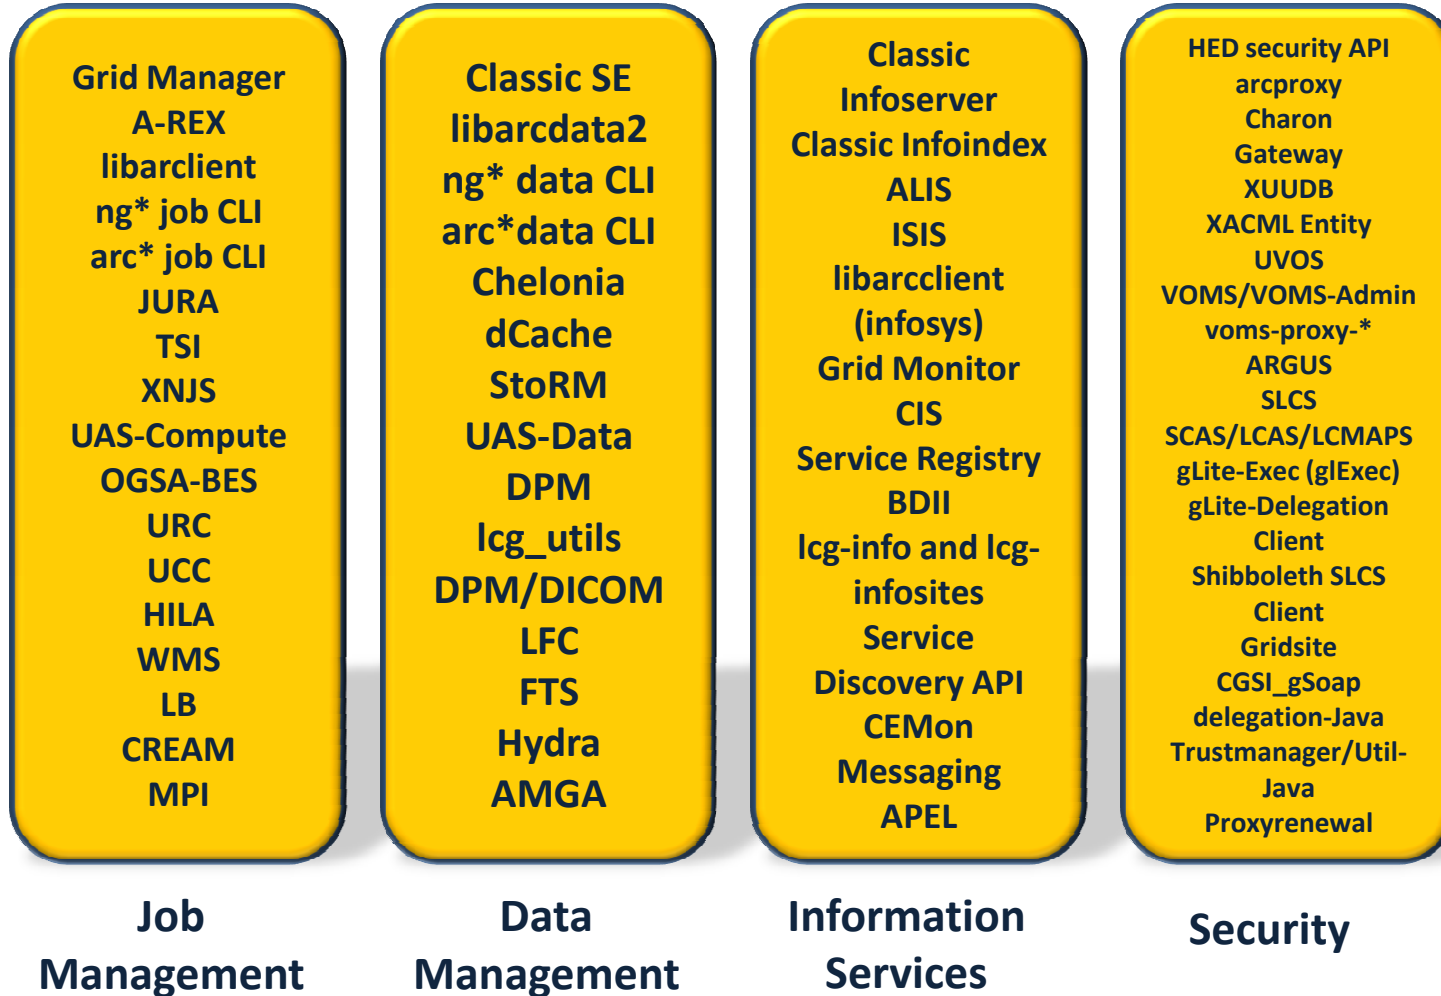 Grid Manager
A-REX
libarclient
ng* job CLI
arc* job CLI
JURA
TSI
XNJS
UAS-Compute
OGSA-BES
URC
UCC
HILA
WMS
LB
CREAM
MPI
Job
Management
Classic SE
libarcdata2
ng* data CLI
arc*data CLI
Chelonia
dCache
StoRM
UAS-Data
DPM
lcg_utils
DPM/DICOM
LFC
FTS
Hydra
AMGA
Data
Management
Classic
Infoserver
Classic Infoindex
ALIS
ISIS
libarcclient
(infosys)
Grid Monitor
CIS
Service Registry
BDII
lcg-info and lcg-
infosites
Service
Discovery API
CEMon
Messaging
APEL
Information
Services
HED security API
arcproxy
Charon
Gateway
XUUDB
XACML Entity
UVOS
VOMS/VOMS-Admin
voms-proxy-*
ARGUS
SLCS
SCAS/LCAS/LCMAPS
gLite-Exec (glExec)
gLite-Delegation
Client
Shibboleth SLCS
Client
Gridsite
CGSI_gSoap
delegation-Java
Trustmanager/Util-
Java
Proxyrenewal
Security